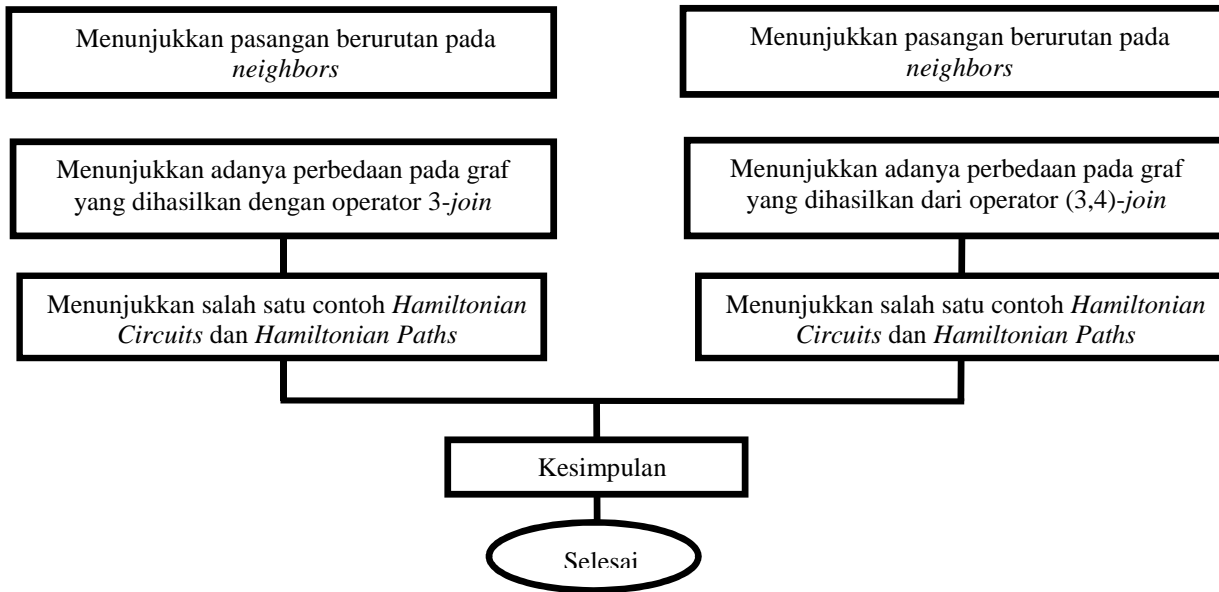 Menunjukkan pasangan berurutan pada
neighbors
Menunjukkan pasangan berurutan pada
neighbors
Menunjukkan adanya perbedaan pada graf
yang dihasilkan dengan operator 3-join
Menunjukkan adanya perbedaan pada graf
yang dihasilkan dari operator (3,4)-join
Menunjukkan salah satu contoh Hamiltonian
Circuits dan Hamiltonian Paths
Menunjukkan salah satu contoh Hamiltonian
Circuits dan Hamiltonian Paths
Kesimpulan
Selesai